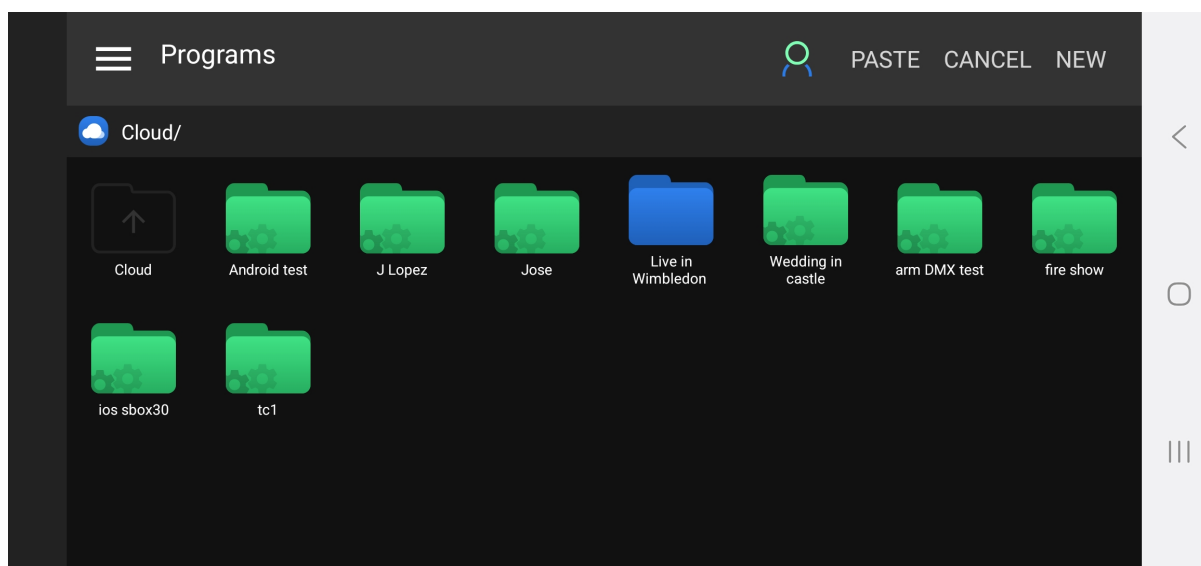 Programs
PASTE CANCEL NEW
Cloud/
Cloud
Android test
J Lopez
Jose
Live in
Wimbledon
Wedding in
castle
arm DMX test
fire show
ios sbox30
tc1